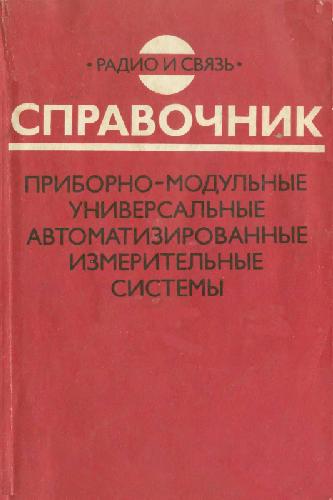 • РАДИО И СВЯЗЬ •
СПРАВОЧНИК
ПРИБОРНО-МОДУЛЬНЫЕ
УНИВЕРСАЛЬНЫЕ
АВТОМАТИЗИРОВАННЫЕ
ИЗМЕРИТЕЛЬНЫЕ
СИСТЕМЫ